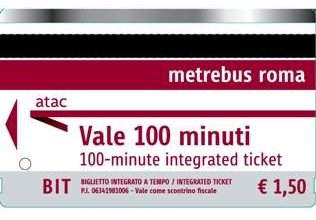 metrebus roma
atac
Vale 100 minuti
100-minute integrated ticket
BIT BIGLIETTO INTEGRATO A TEMPO / INTEGRATED TICKET € 1,50
P.I. 06341981006 - Vale come scontrino fiscale